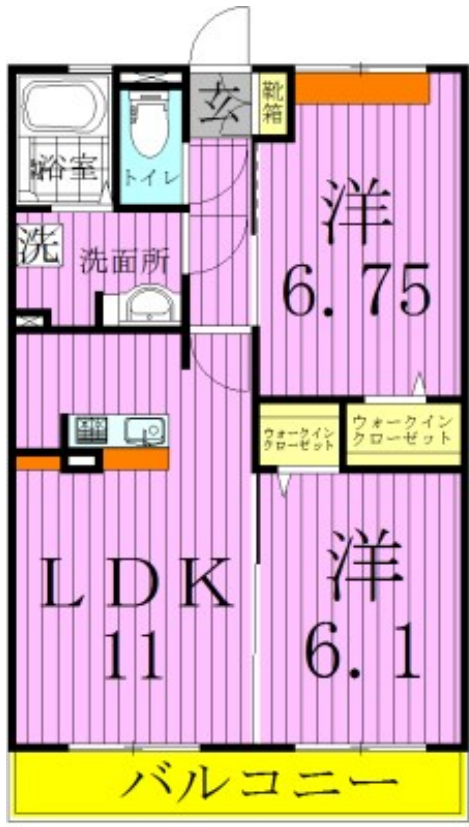 玄
靴
箱
浴室
トイレ
洋
6.75
洗
洗面所
ウォークイン
クローゼット
ウォークイン
クローゼット
LDK
11
洋
6.1
バルコニー